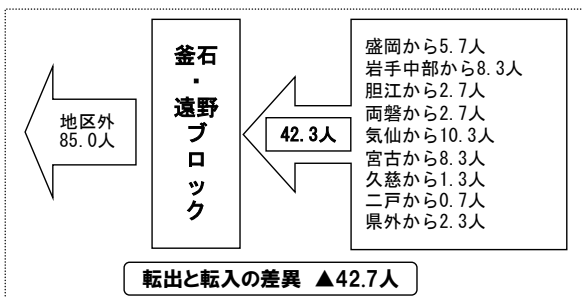 地区外
85.0人
釜石
・
遠野
ブ
ロ
ッ
ク
42.3人
盛岡から5.7人
岩手中部から8.3人
胆江から2.7人
両磐から2.7人
気仙から10.3人
宮古から8.3人
久慈から1.3人
二戸から0.7人
県外から2.3人
転出と転入の差異 ▲42.7人